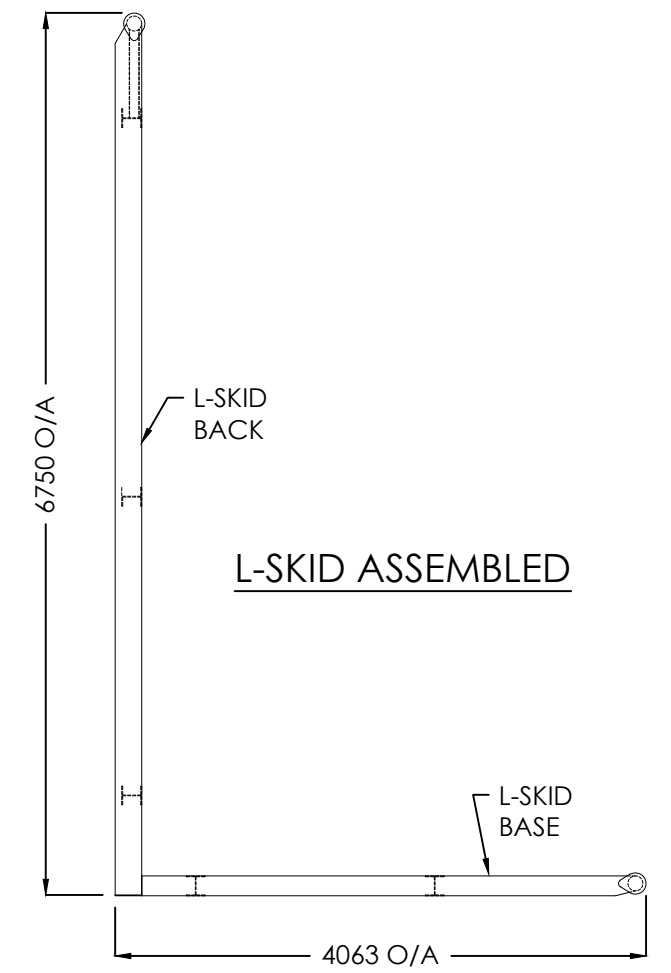 L-SKID
BACK
6750 O/A
L-SKID ASSEMBLED
L-SKID
BASE
4063 O/A